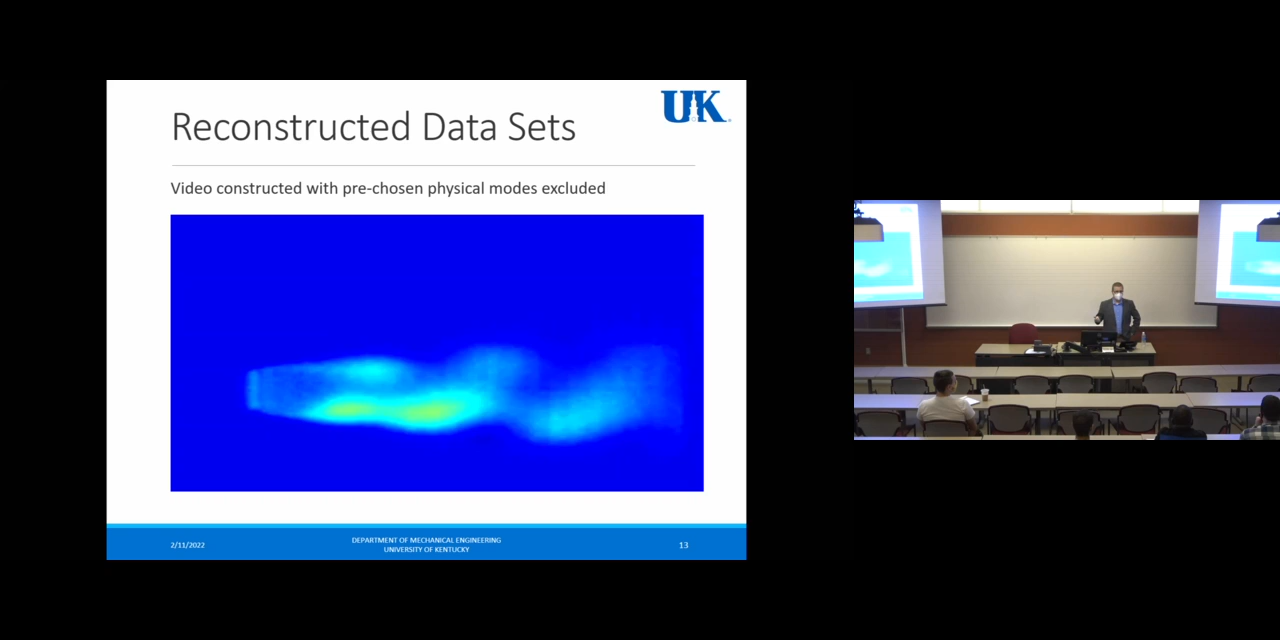 UK
Reconstructed Data Sets
Video constructed with pre-chosen physical modes excluded
2/11/2022
DEPARTMENT OF MECHANICAL ENGINEERING
UNIVERSITY OF KENTUCKY
13